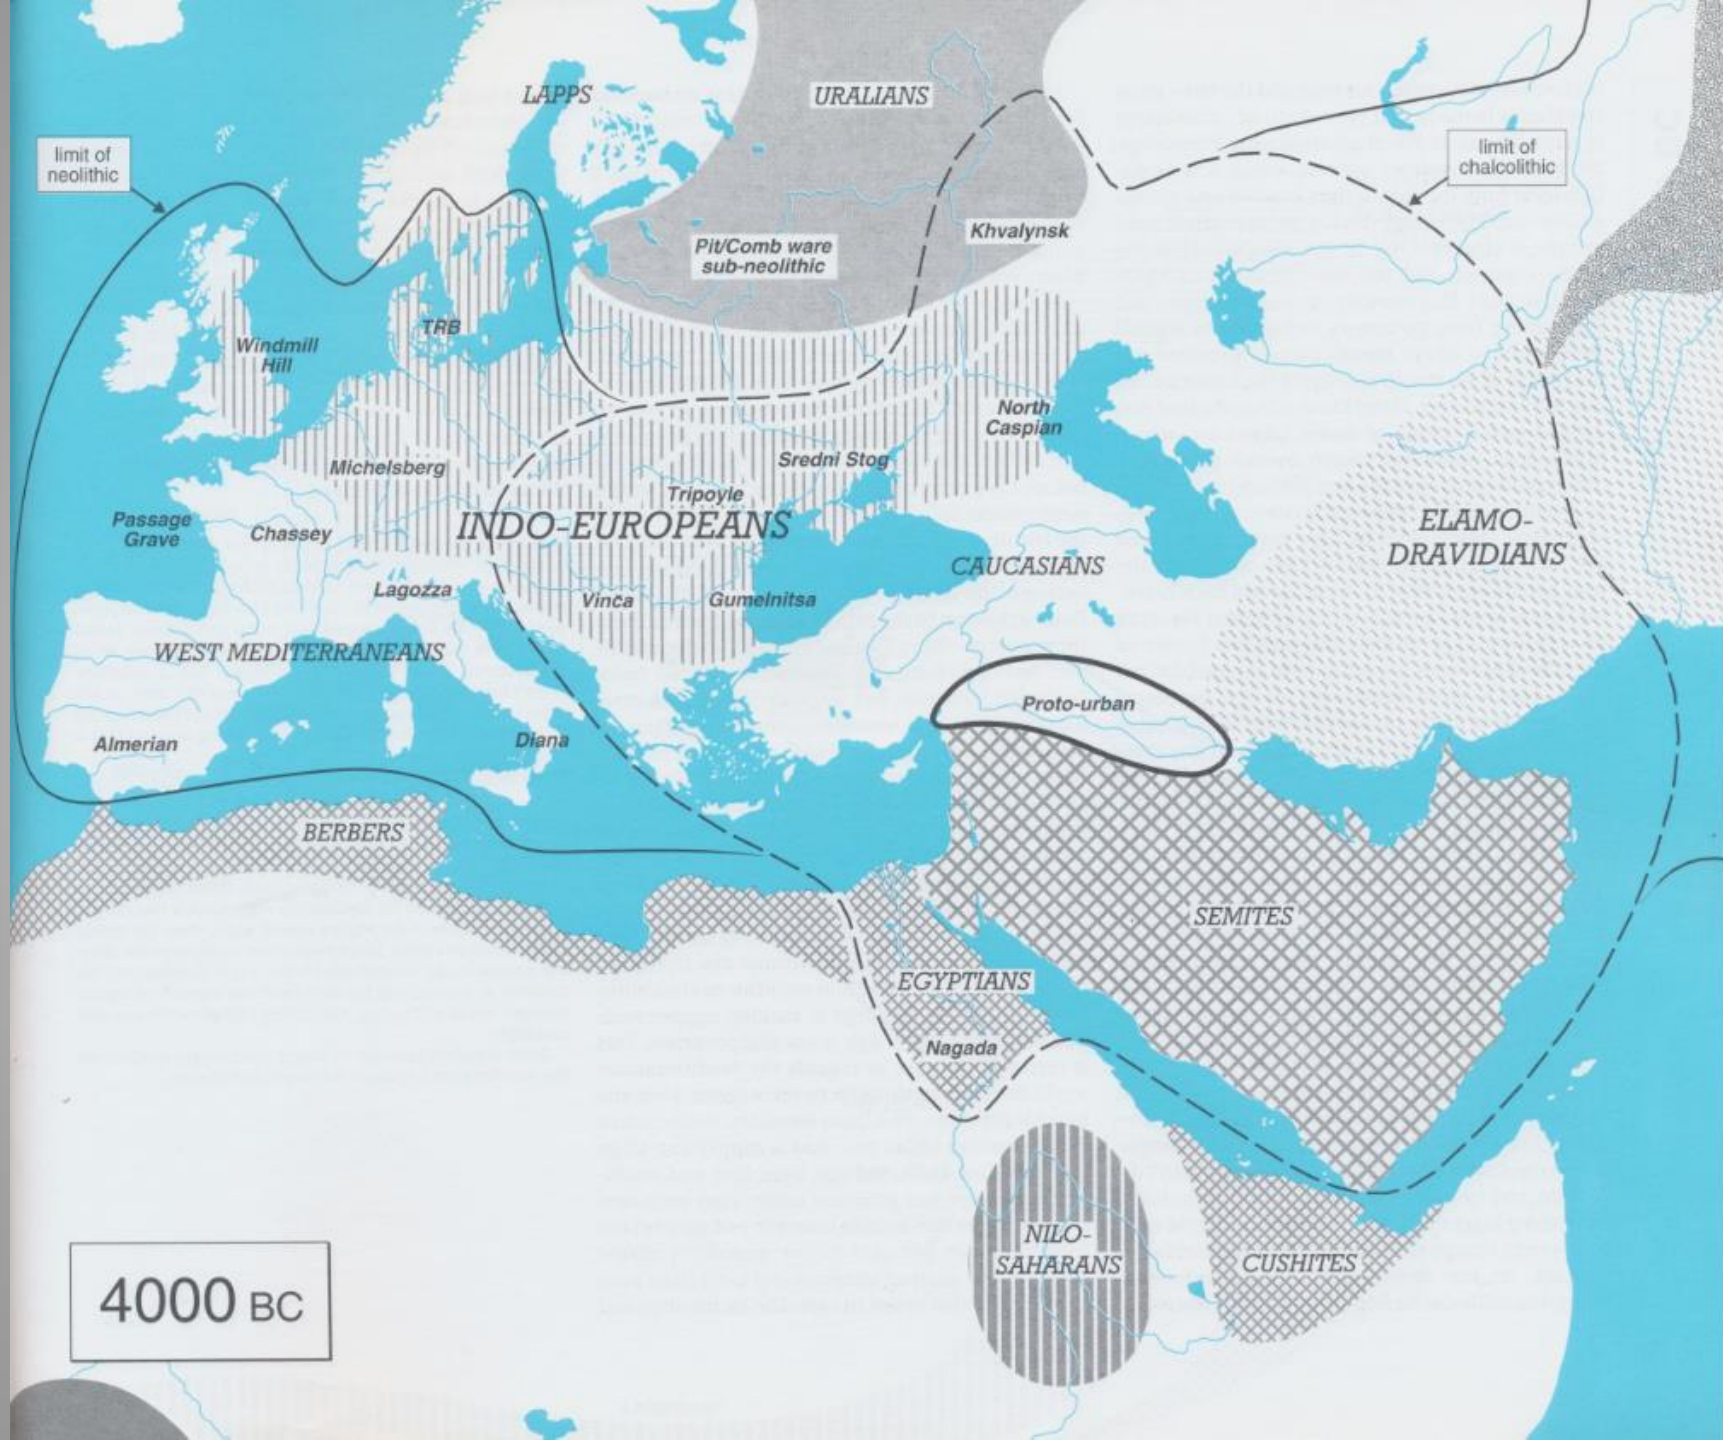 LAPPS
URALIANS
limit of
neolithic
limit of
chalcolithic
Khvalynsk
Pit/Comb ware
sub-neolithic
TRB
Windmill
Hill
North
Caspian
Michelsberg
Sredni Stog
Tripoyle
Passage
Grave
Chassey
INDO-EUROPEANS
ELAMO-
DRAVIDIANS
CAUCASIANS
Lagozza
Vinca
Gumelnitsa
WEST MEDITERRANEANS
Proto-urban
Almerian
Diana
BERBERS
SEMITES
EGYPTIANS
Nagada
NILO-
SAHARANS
CUSHITES
4000 BC